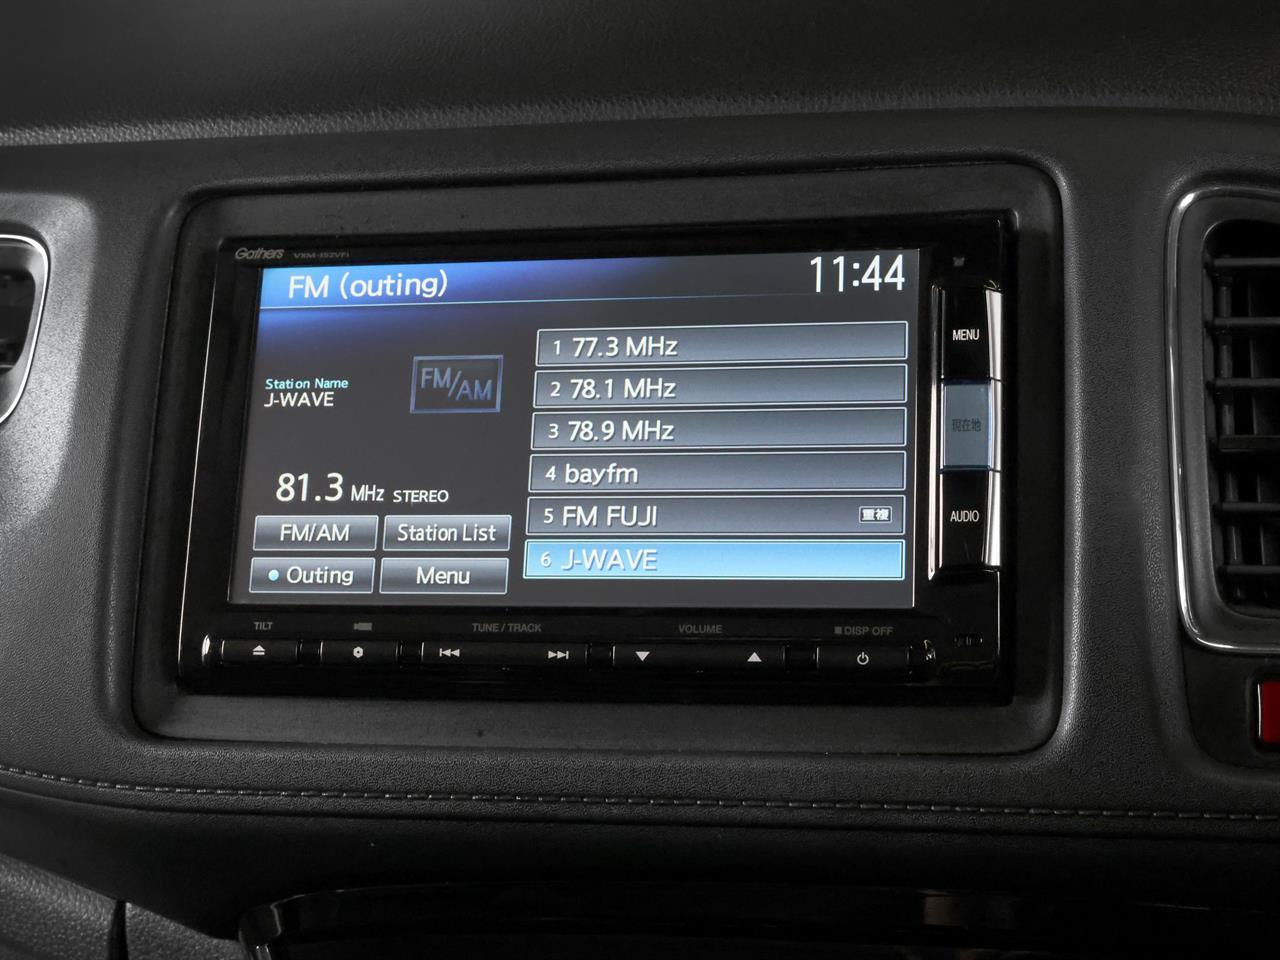 Gathers VXM-152VFi
FM (outing)
11:44
Station Name
J-WAVE
FM/AM
81.3 MHz STEREO
FM/AM
Station List
Outing
Menu
1 77.3 MHz
2 78.1 MHz
3 78.9 MHz
4 bayfm
5 FM FUJI 重複
6 J-WAVE
MENU
現在地
AUDIO
TILT
TUNE / TRACK
VOLUME
DISP OFF